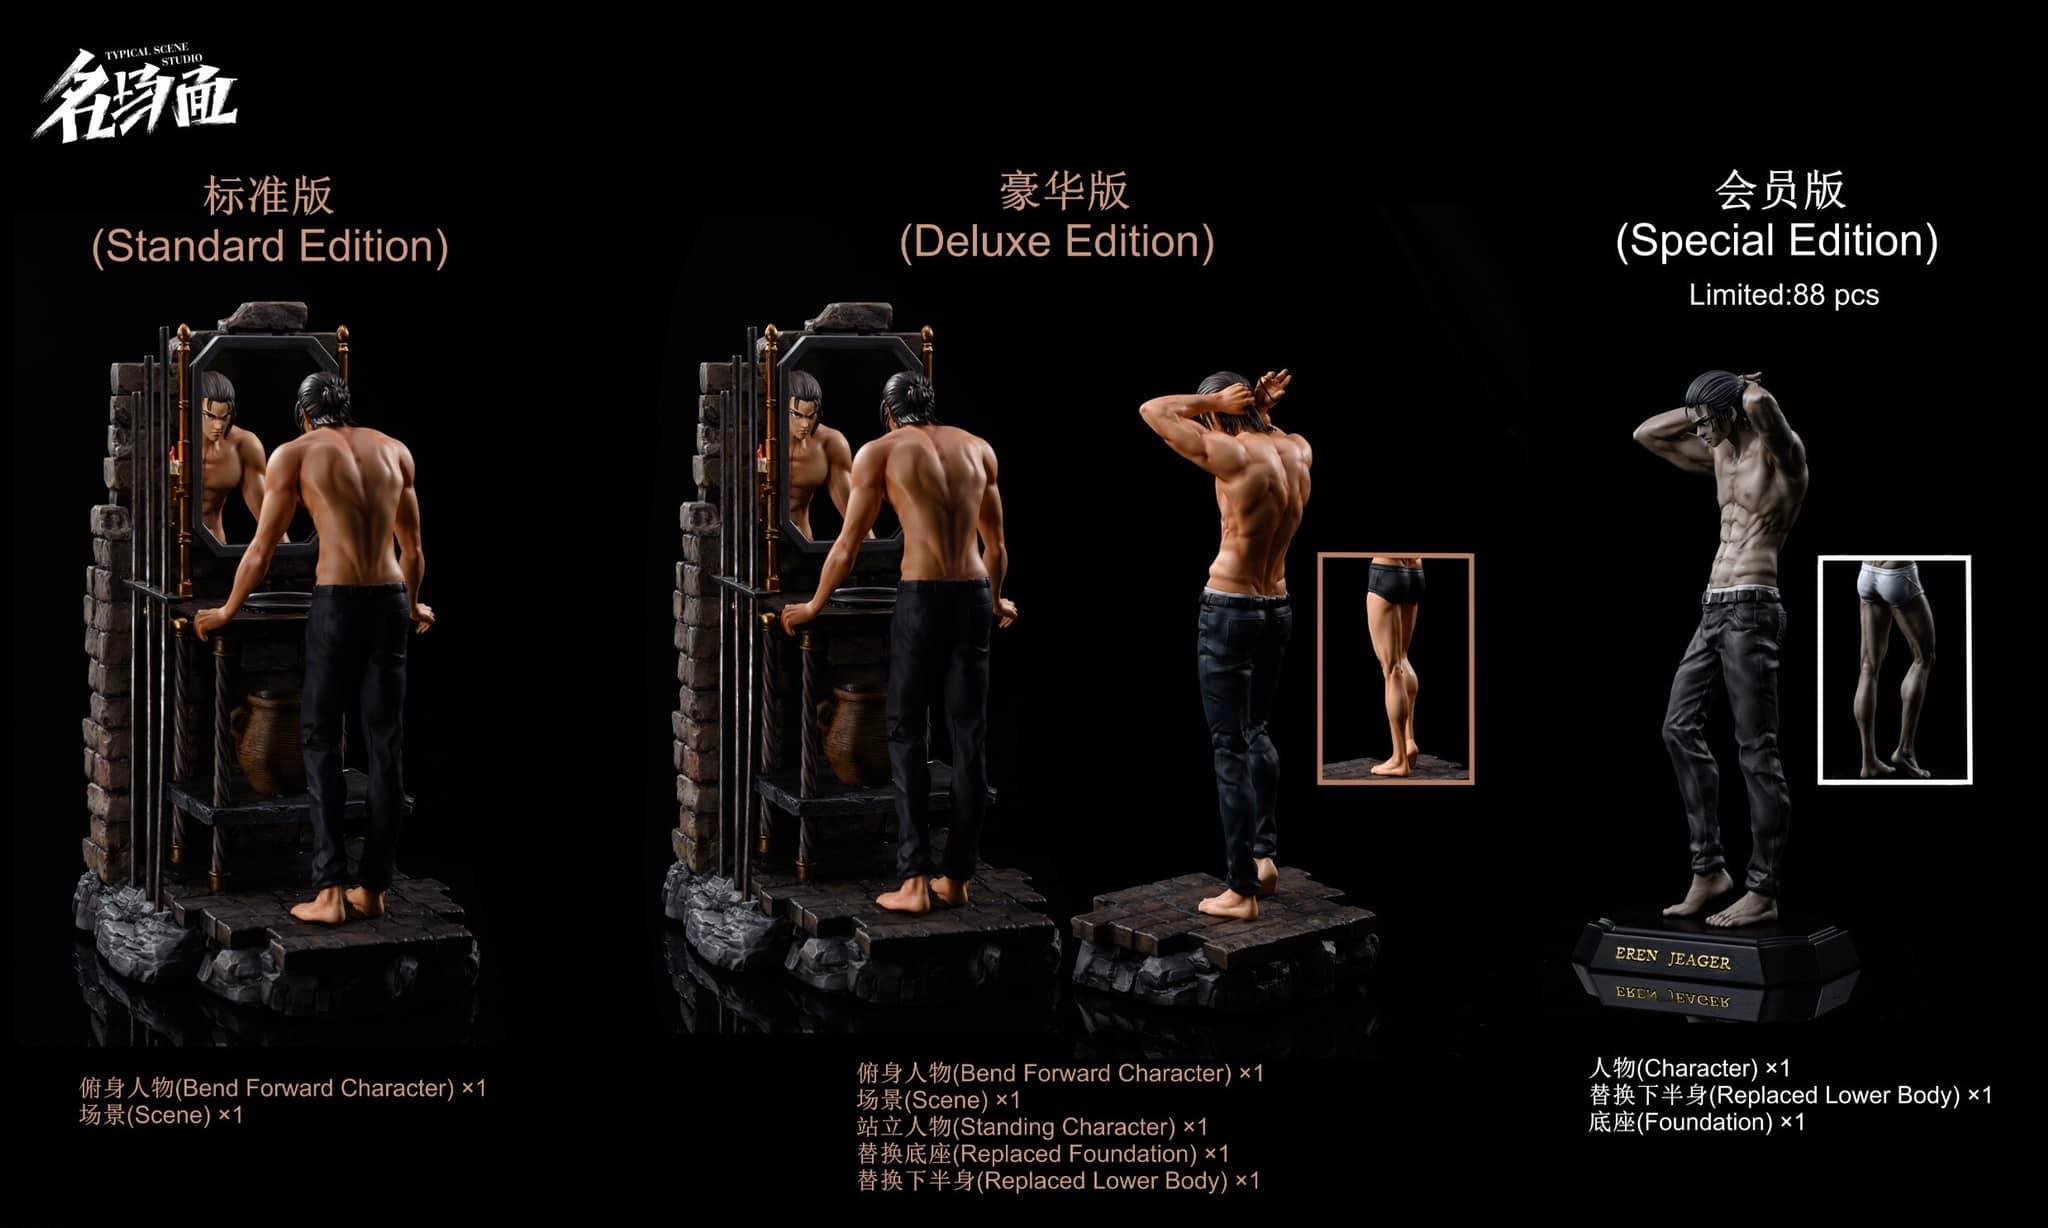 TYPICAL SCENE
STUDIO
名场面
标准版
(Standard Edition)
豪华版
(Deluxe Edition)
会员版
(Special Edition)
Limited:88 pcs
EREN JEAGER
俯身人物(Bend Forward Character) ×1
场景(Scene) ×1
俯身人物(Bend Forward Character) ×1
场景(Scene) ×1
站立人物(Standing Character) ×1
替换底座(Replaced Foundation) ×1
替换下半身(Replaced Lower Body) ×1
人物(Character) ×1
替换下半身(Replaced Lower Body) ×1
底座(Foundation) ×1